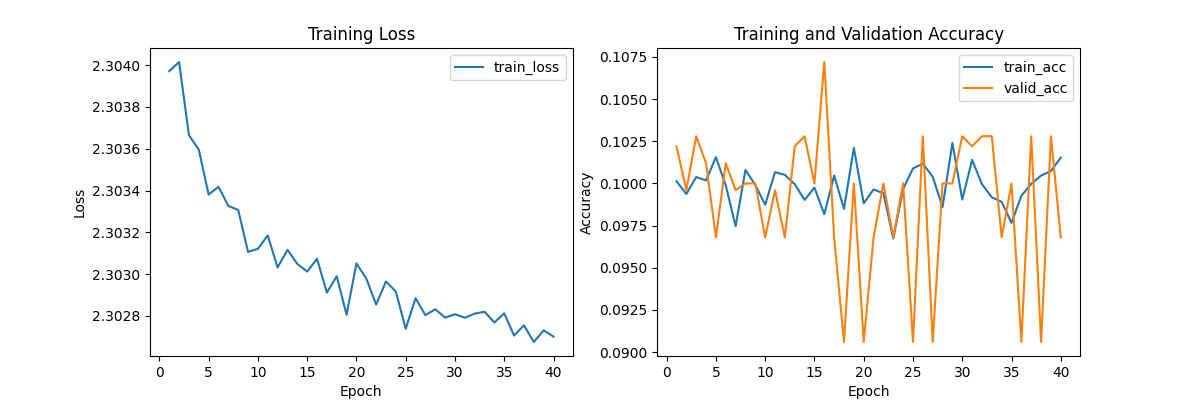 Training Loss
train_loss
2.3040
2.3038
2.3036
2.3034
2.3032
2.3030
2.3028
Loss
0 5 10 15 20 25 30 35 40
Epoch
Training and Validation Accuracy
train_acc
valid_acc
0.1075
0.1050
0.1025
0.1000
0.0975
0.0950
0.0925
0.0900
Accuracy
0 5 10 15 20 25 30 35 40
Epoch